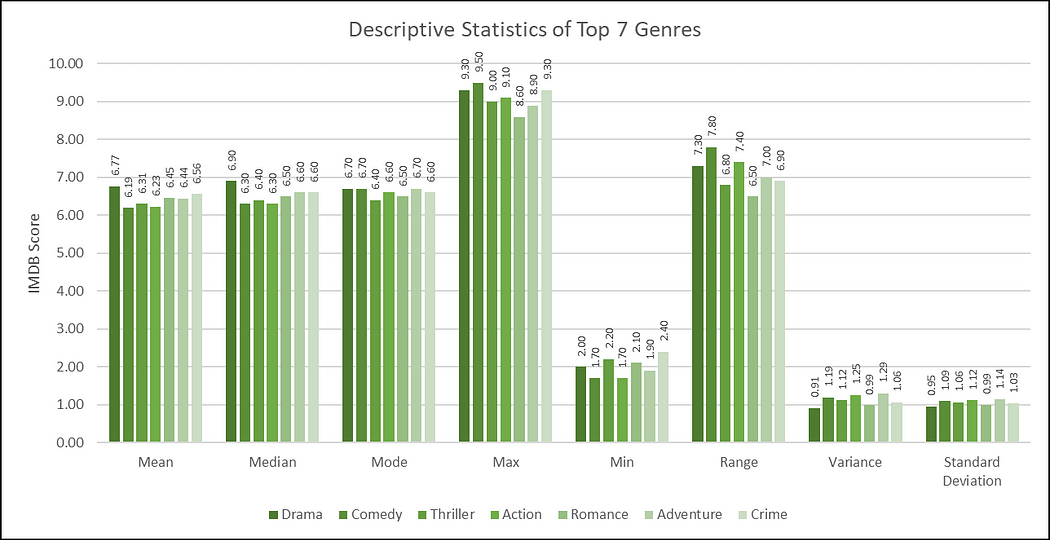 Descriptive Statistics of Top 7 Genres
IMDB Score
10.00
9.00
8.00
7.00
6.00
5.00
4.00
3.00
2.00
1.00
0.00
6.77 6.19 6.31 6.23 6.45 6.44 6.56
6.90 6.30 6.40 6.30 6.50 6.60 6.60
6.70 6.70 6.40 6.60 6.50 6.70 6.60
9.30 9.50 9.00 9.10 8.60 8.90 9.30
2.00 1.70 2.20 1.70 2.10 1.90 2.40
7.30 7.80 6.80 7.40 6.50 7.00 6.90
0.91 1.19 1.12 1.25 0.99 1.29 1.06
0.95 1.09 1.06 1.12 0.99 1.14 1.03
Mean Median Mode Max Min Range Variance Standard
Deviation
Drama Comedy Thriller Action Romance Adventure Crime